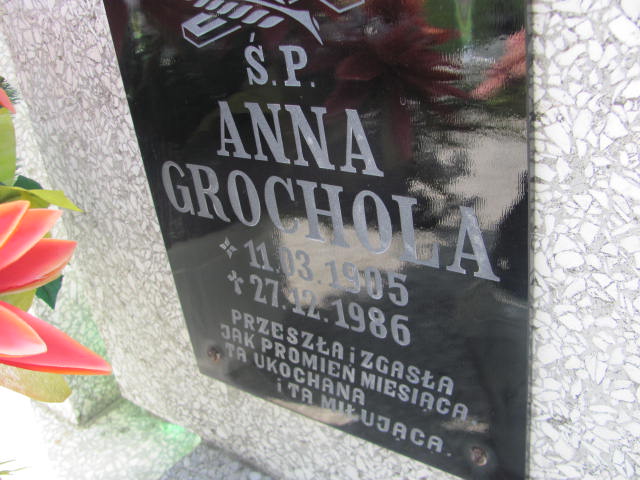 Ś.P.
ANNA
GROCHOLA
11.03.1905
27.12.1986
PRZESZŁA I ZGASŁA
JAK PROMIEŃ MIESIĄCA
TA UKOCHANA
I TA MIŁUJĄCA.